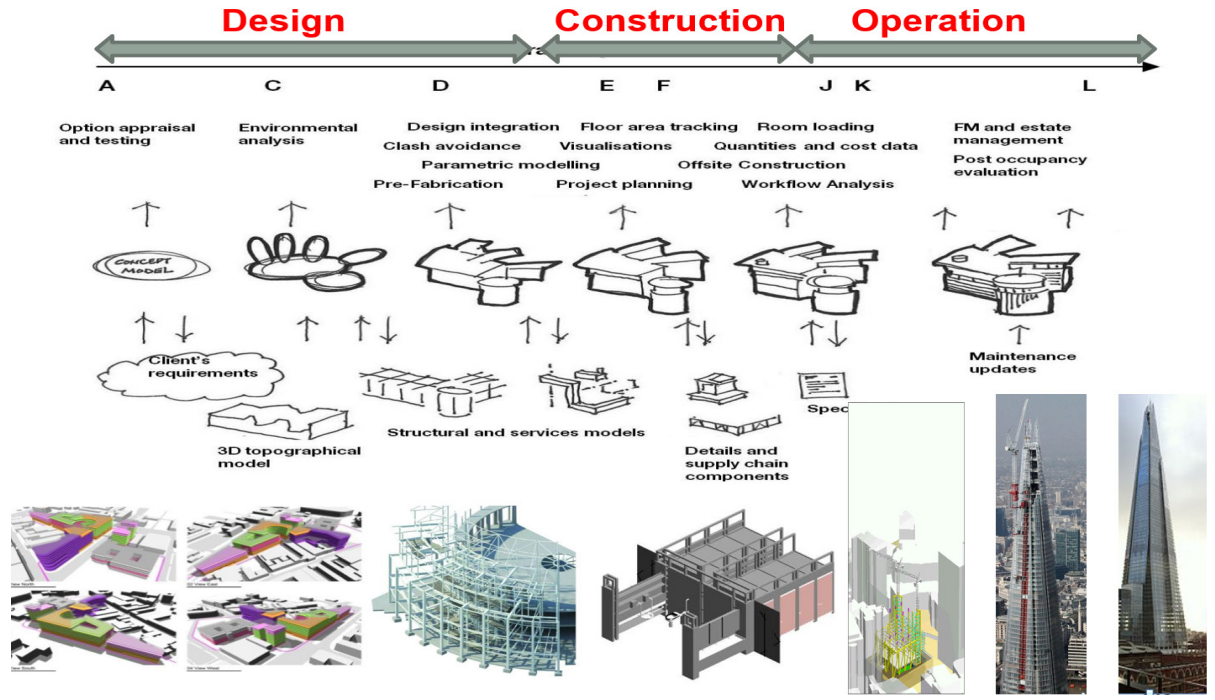 Design
Construction
Operation
A
C
D
E
F
J
K
L
Option appraisal
and testing
Environmental
analysis
Design integration
Floor area tracking
Room loading
Clash avoidance
Visualisations
Quantities and cost data
Parametric modelling
Offsite Construction
Pre-Fabrication
Project planning
Workflow Analysis
FM and estate
management
Post occupancy
evaluation
CONCEPT
MODEL
Client's
requirements
3D topographical
model
Structural and services models
Details and
supply chain
components
Spec
Maintenance
updates